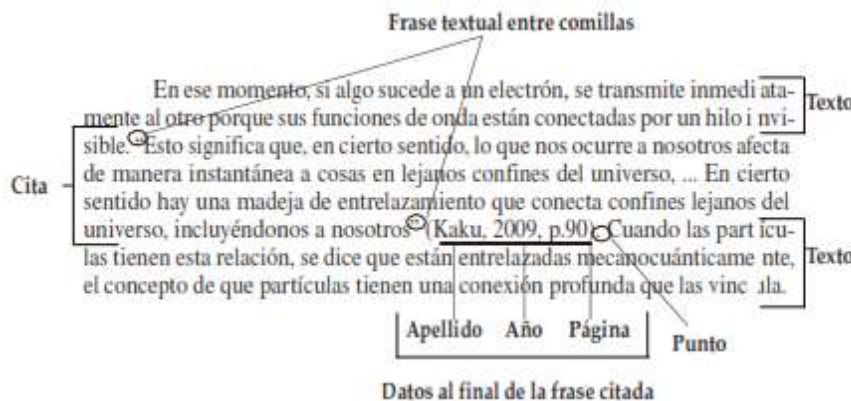 Frase textual entre comillas
En ese momento, si algo sucede a un electrón, se transmite inmedi ata-
Texto
mente al otro porque sus funciones de onda están conectadas por un hilo i nvi-
sible. "Esto significa que, en cierto sentido, lo que nos ocurre a nosotros afecta
Cita
de manera instantánea a cosas en lejanos confines del universo, ... En cierto
sentido hay una madeja de entrelazamiento que conecta confines lejanos del
universo, incluyéndonos a nosotros" (Kaku, 2009, p.90). Cuando las part ícu-
las tienen esta relación, se dice que están entrelazadas mecanocuánticame nte,
Texto
el concepto de que partículas tienen una conexión profunda que las vinc ula.
Apellido Año Página
Punto
Datos al final de la frase citada